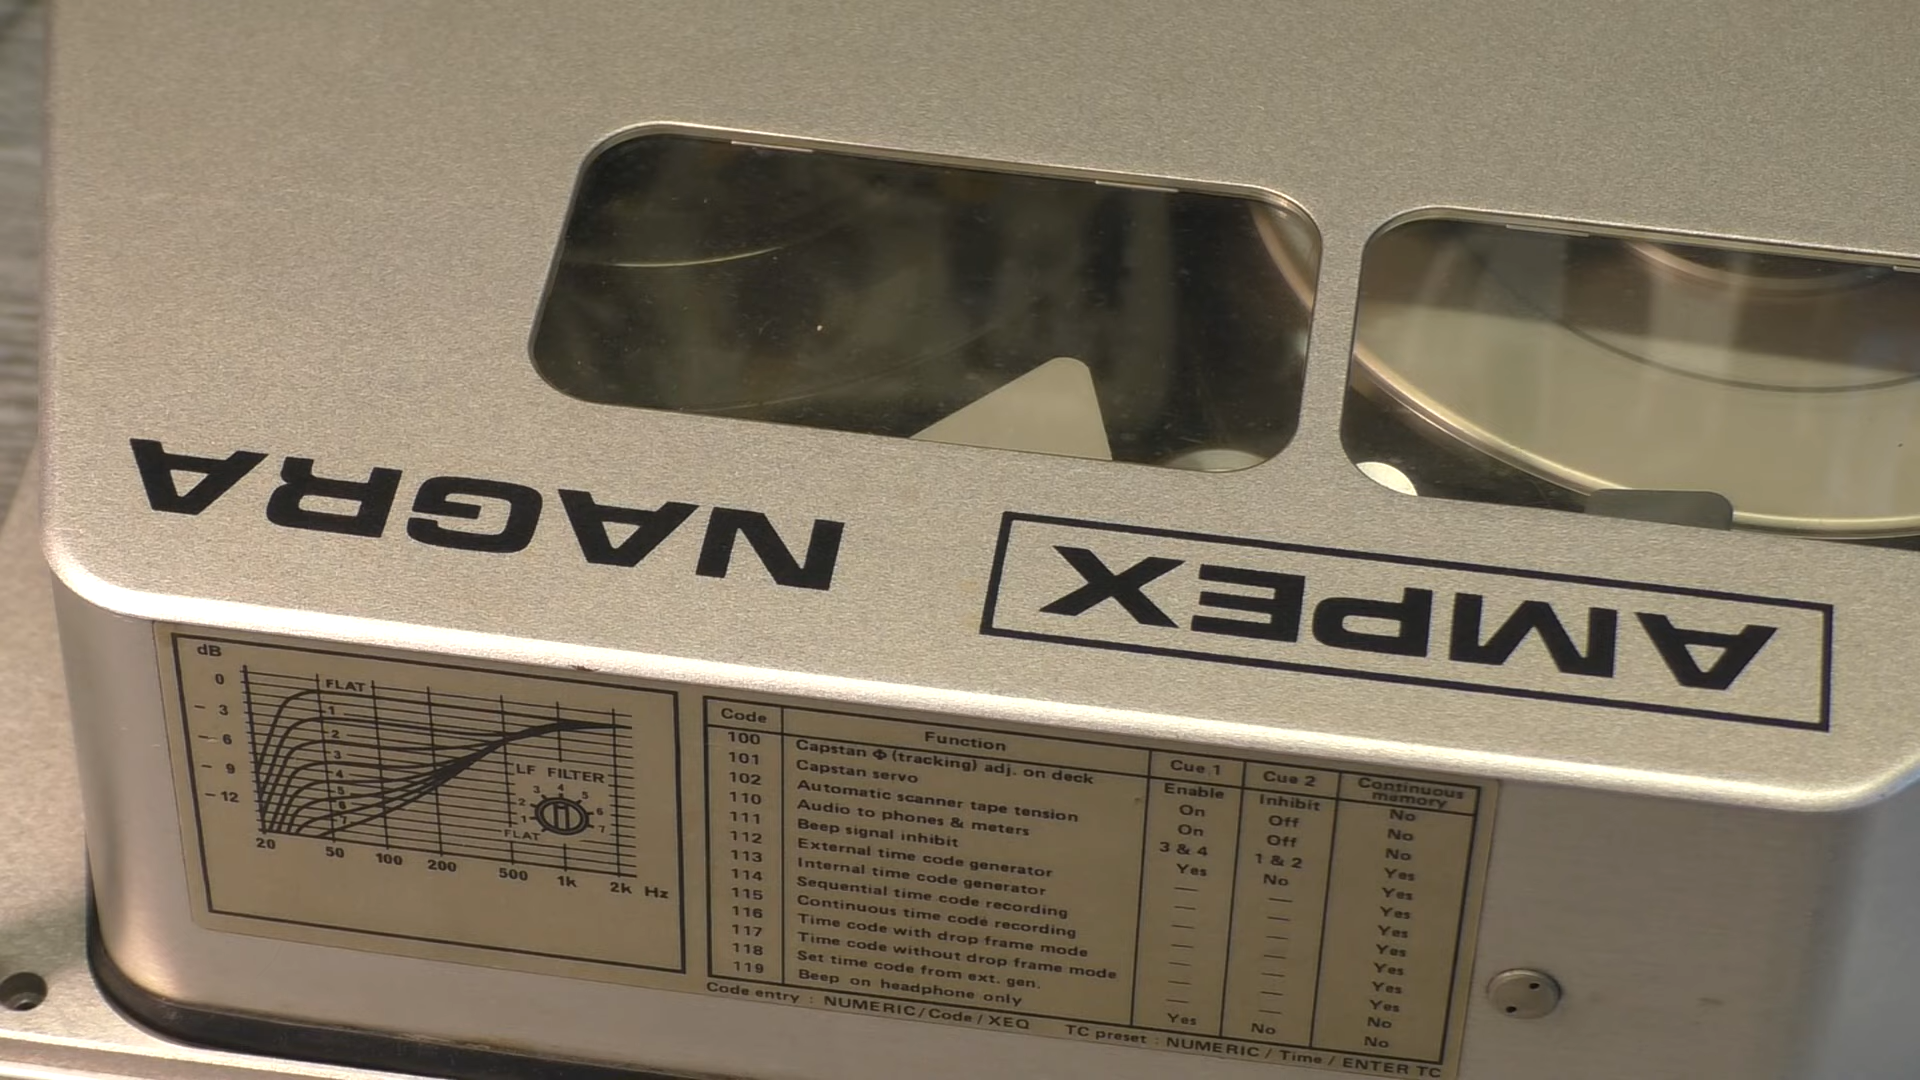 NAGRA
AMPEX
dB
0
− 3
− 6
− 9
− 12
FLAT
1
2
3
4
5
6
7
LF FILTER
FLAT 1 2 3 4 5 6 7
20 50 100 200 500 1k 2k Hz
Code Function Cue 1 Cue 2 Continuous memory
100 Capstan Φ (tracking) adj. on deck Enable Inhibit No
101 Capstan servo On Off No
102 Automatic scanner tape tension On Off No
110 Audio to phones & meters 3 & 4 1 & 2 Yes
111 Beep signal inhibit Yes No Yes
112 External time code generator — — Yes
113 Internal time code generator — — Yes
114 Sequential time code recording — — Yes
115 Continuous time code recording — — Yes
116 Time code with drop frame mode — — Yes
117 Time code without drop frame mode — — Yes
118 Set time code from ext. gen. — — No
119 Beep on headphone only Yes No No
Code entry : NUMERIC / Code / XEQ TC preset : NUMERIC / Time / ENTER TC